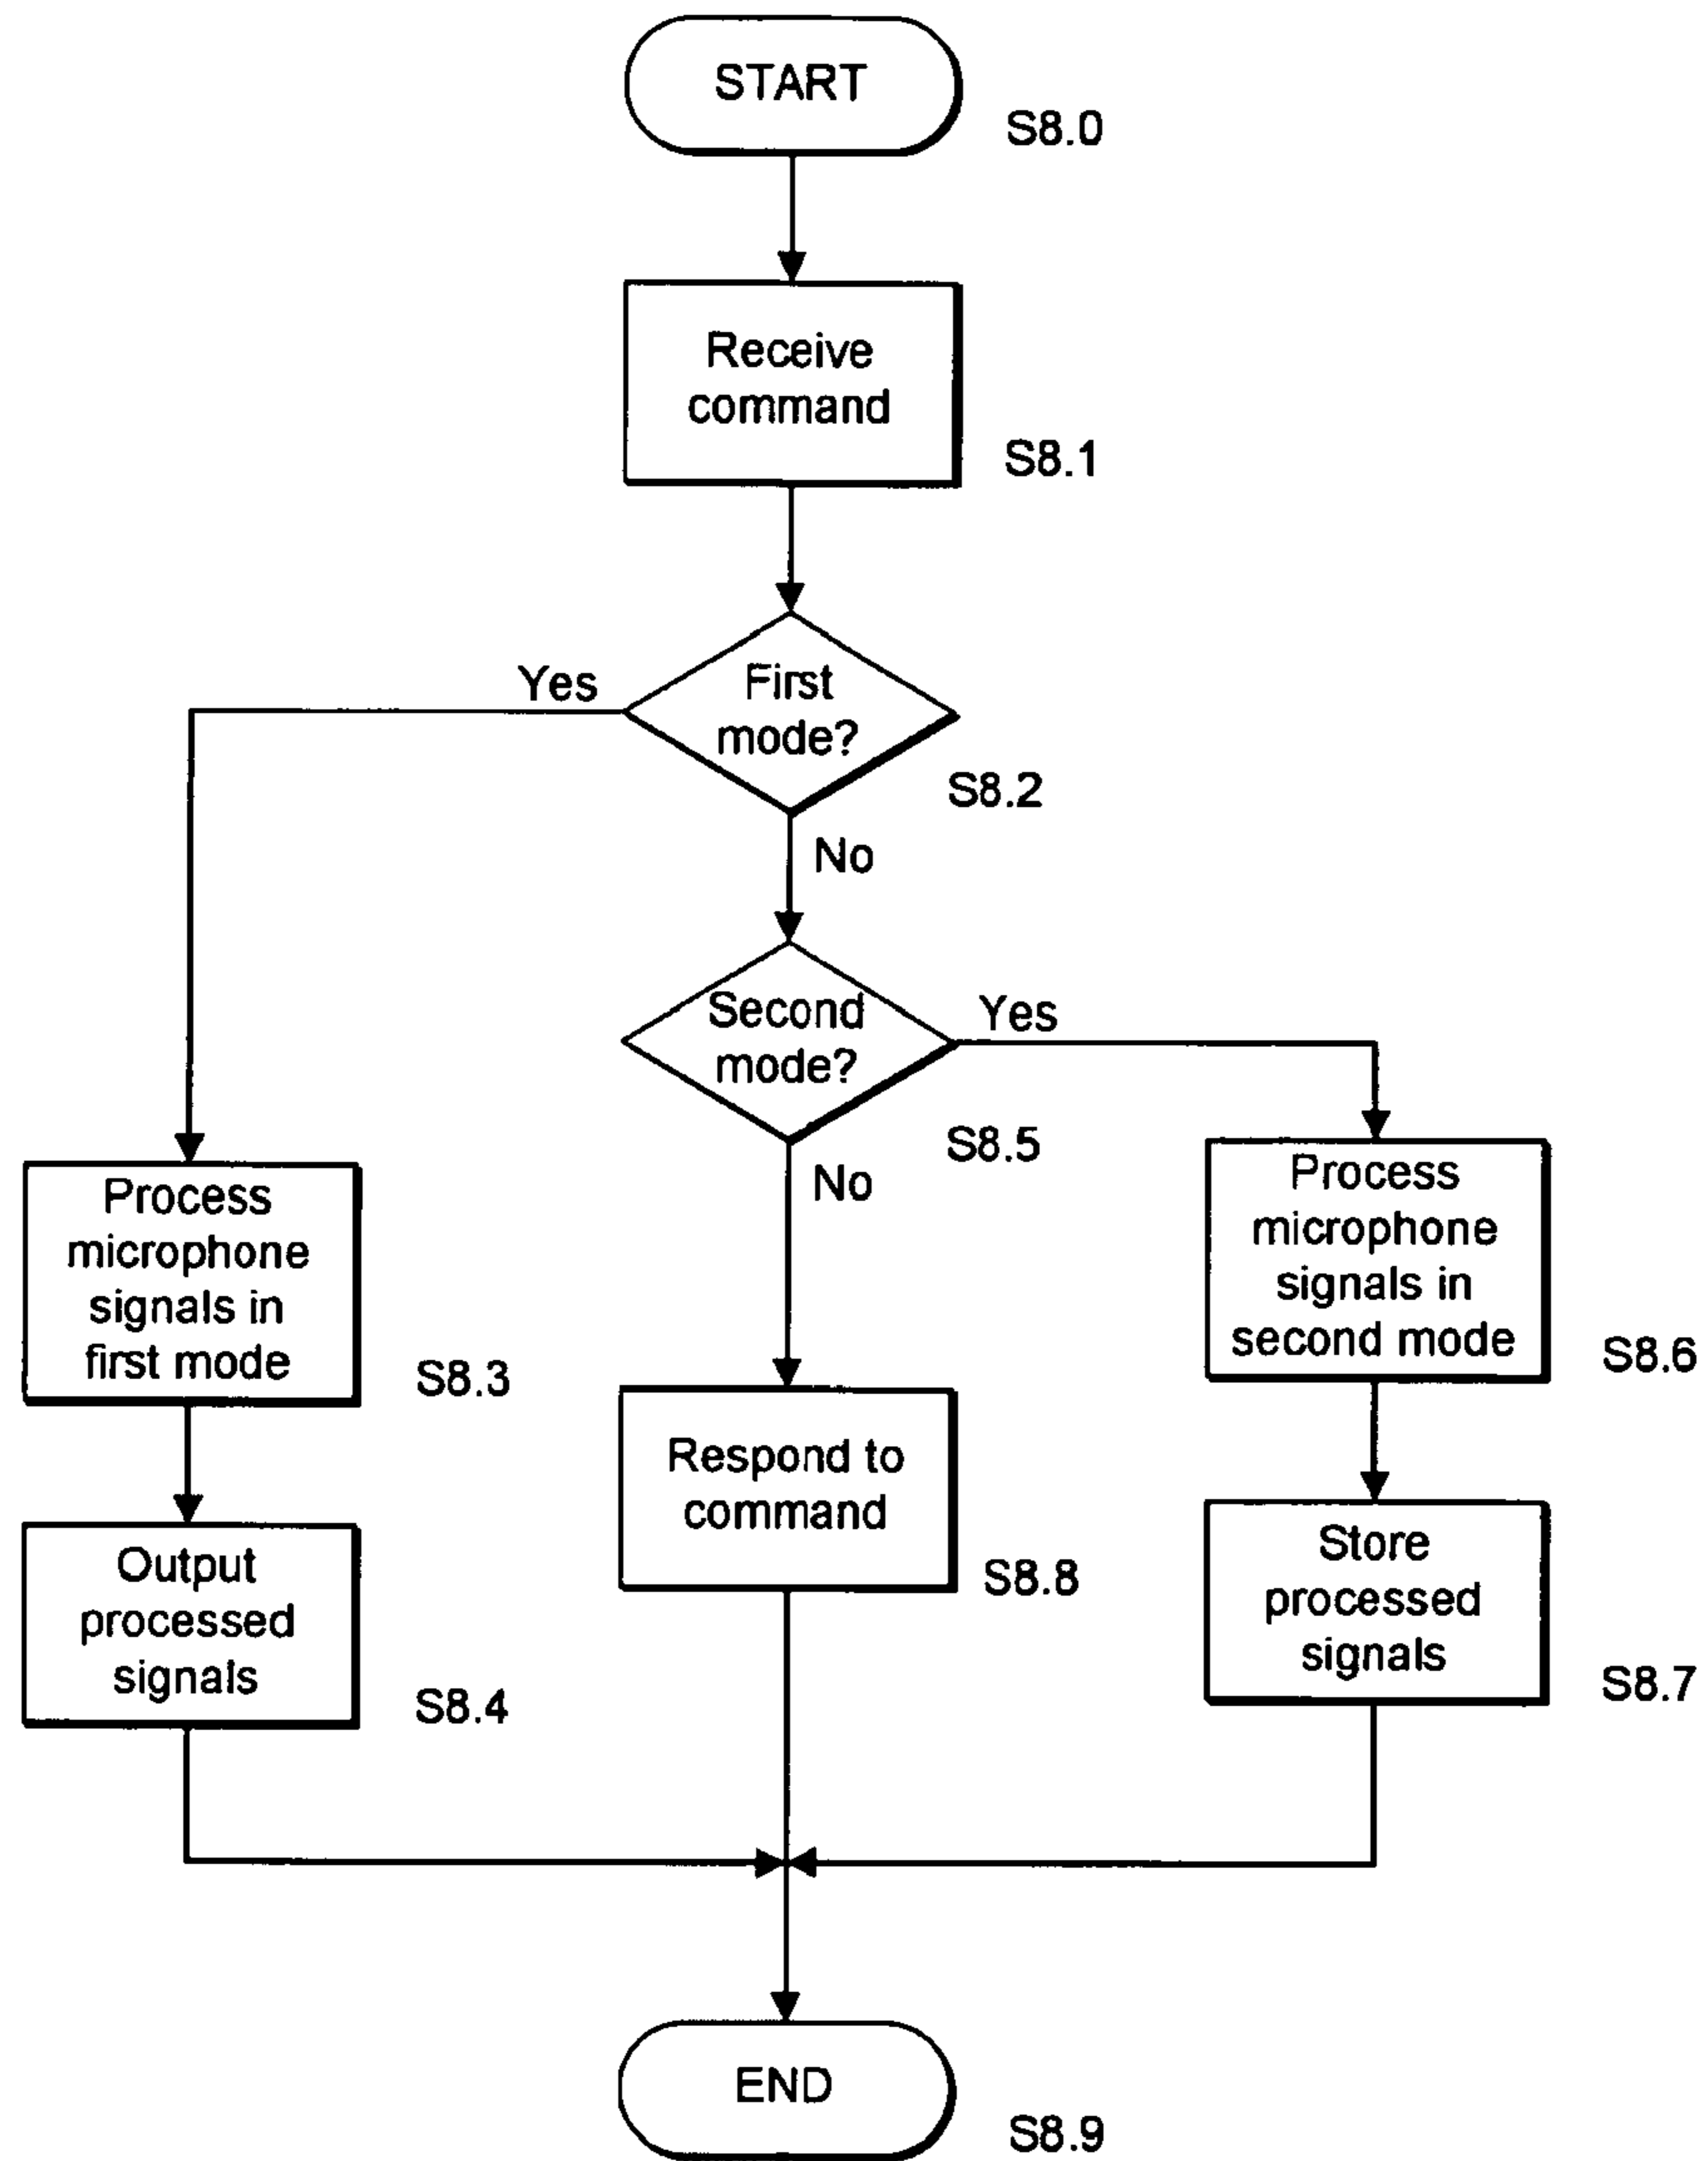 START
S8.0
Receive
command
S8.1
First
mode?
Yes
S8.2
No
Second
mode?
Yes
S8.5
No
Process
microphone
signals in
first mode
S8.3
Process
microphone
signals in
second mode
S8.6
Respond to
command
S8.8
Output
processed
signals
S8.4
Store
processed
signals
S8.7
END
S8.9